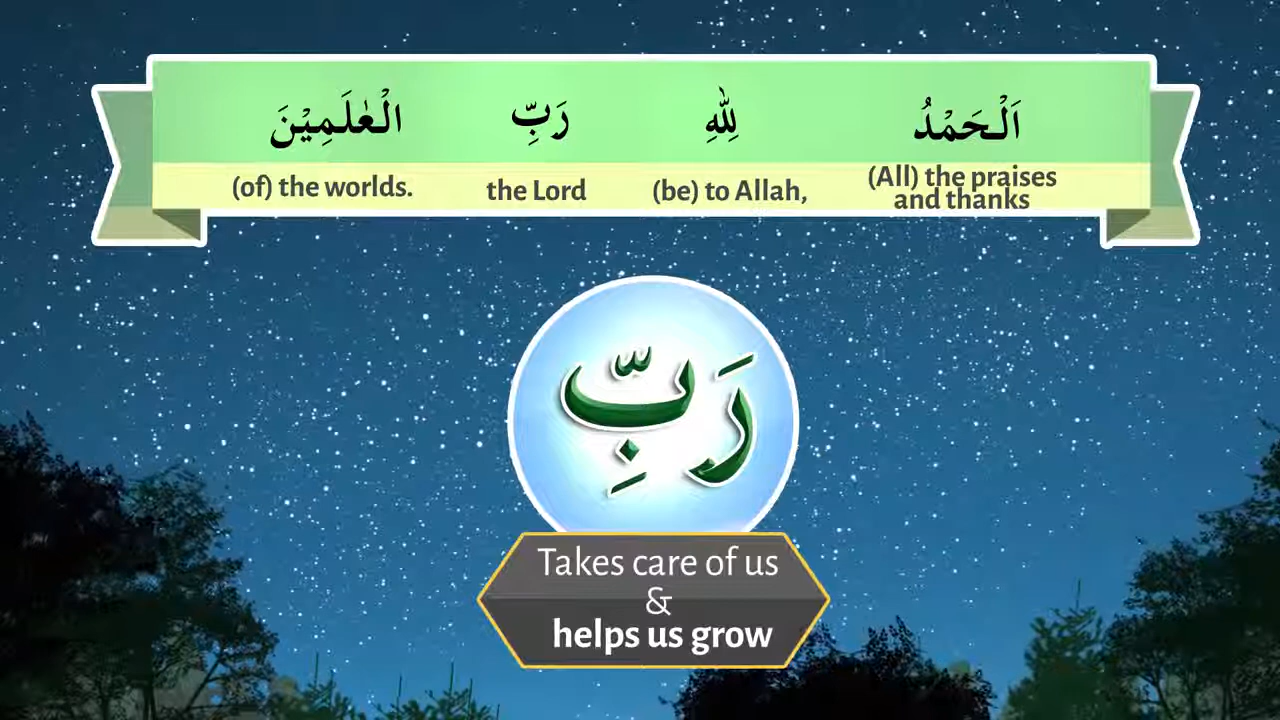 اَلْحَمْدُ لِلّٰهِ رَبِّ الْعٰلَمِيْنَ
(All) the praises and thanks (be) to Allah, the Lord (of) the worlds.
رَبِّ
Takes care of us
&
helps us grow